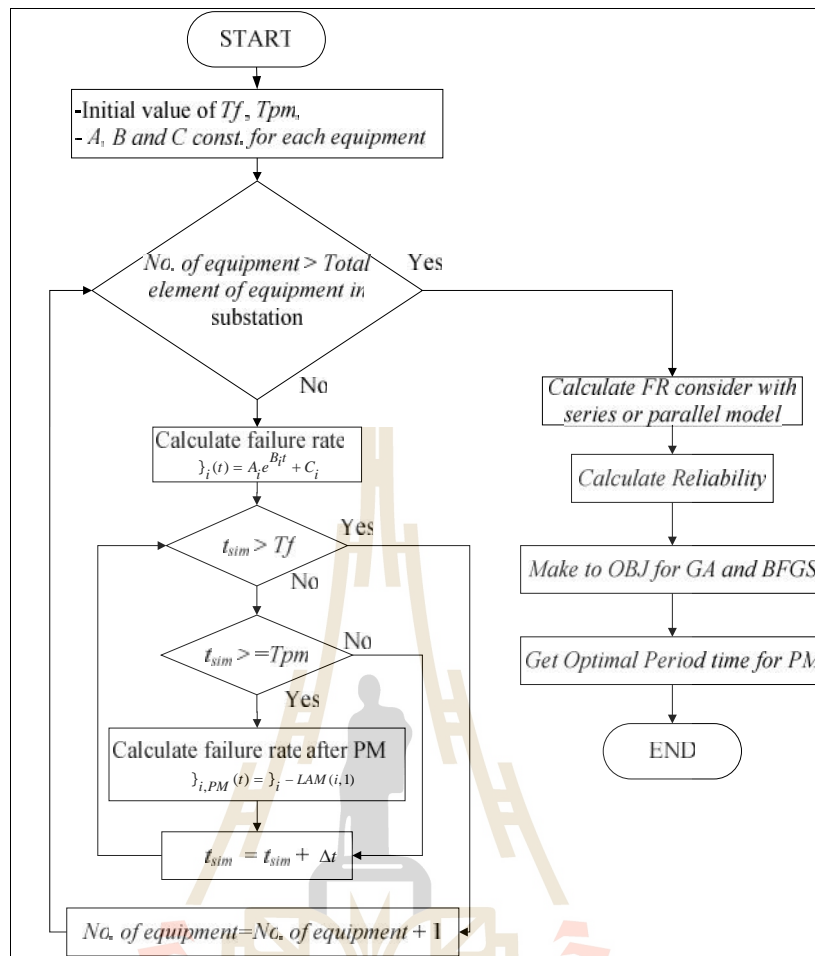 START
-Initial value of Tf , Tpm,
- A, B and C const. for each equipment
No. of equipment > Total
element of equipment in
substation
Yes
No
Calculate failure rate
}i(t) = Aie^Bit + Ci
tsim > Tf
Yes
No
tsim >=Tpm
No
Yes
Calculate failure rate after PM
}i,PM (t) = }i − LAM (i,1)
tsim = tsim + Δt
No. of equipment=No. of equipment + 1
Calculate FR consider with
series or parallel model
Calculate Reliability
Make to OBJ for GA and BFGS
Get Optimal Period time for PM
END